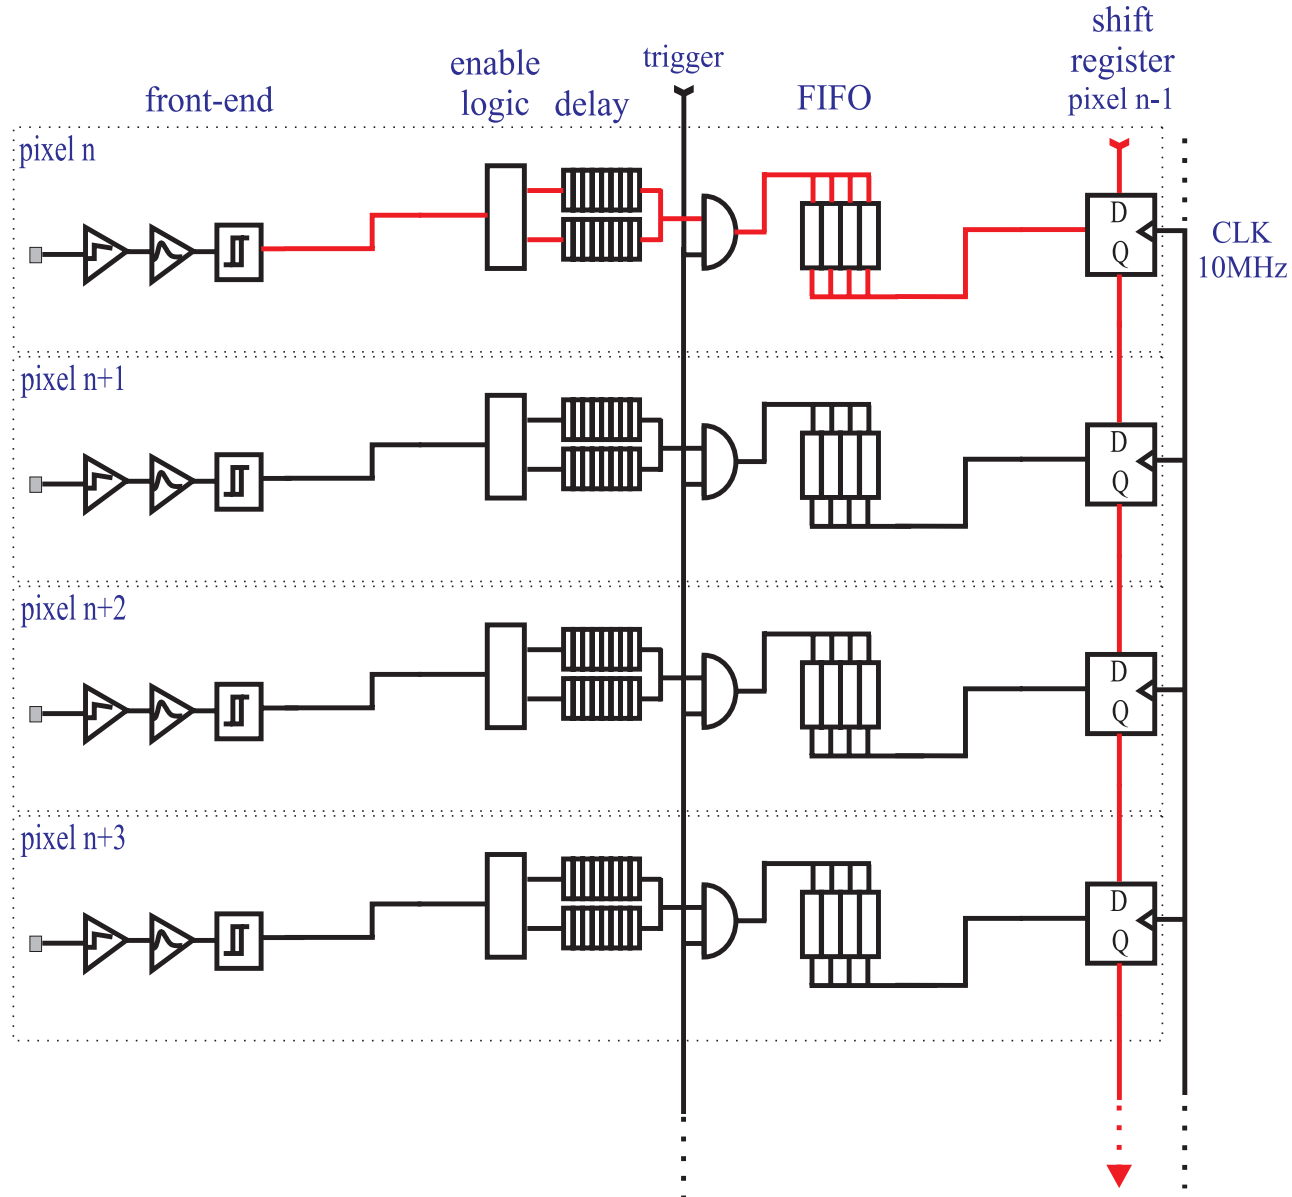 shift
register
pixel n-1
enable
logic
trigger
front-end
delay
FIFO
pixel n
D
Q
CLK
10MHz
pixel n+1
D
Q
pixel n+2
D
Q
pixel n+3
D
Q